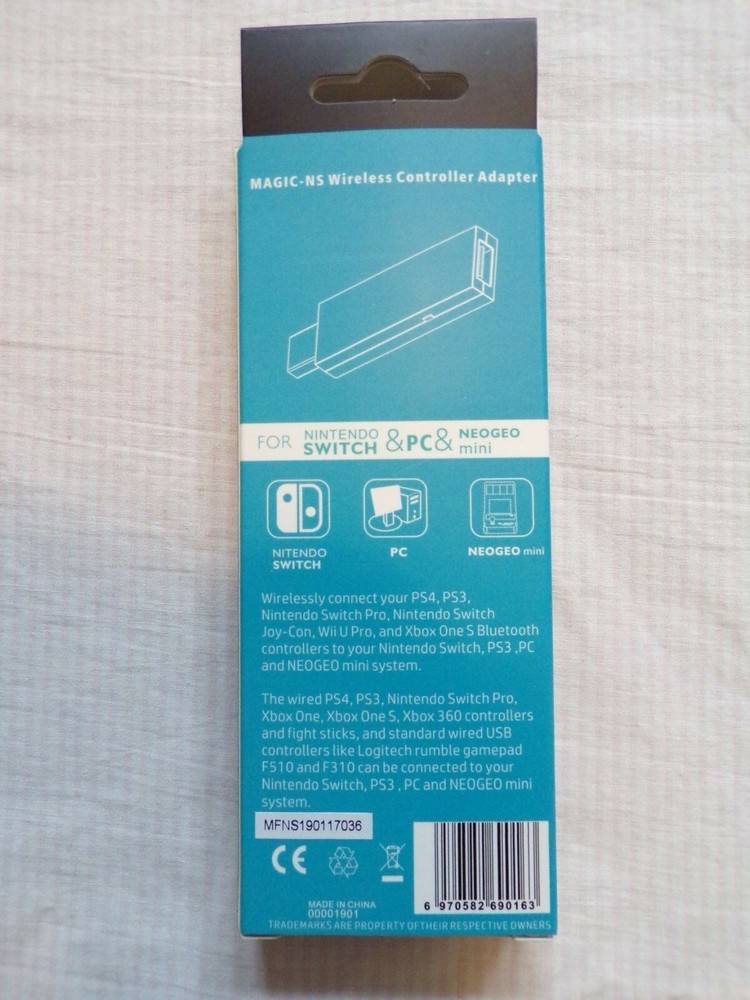 MAGIC-NS Wireless Controller Adapter
FOR NINTENDO SWITCH &PC& NEOGEO mini
NITENDO SWITCH
PC
NEOGEO mini
Wirelessly connect your PS4, PS3,
Nintendo Switch Pro, Nintendo Switch
Joy-Con, Wii U Pro, and Xbox One S Bluetooth
controllers to your Nintendo Switch, PS3 ,PC
and NEOGEO mini system.
The wired PS4, PS3, Nintendo Switch Pro,
Xbox One, Xbox One S, Xbox 360 controllers
and fight sticks, and standard wired USB
controllers like Logitech rumble gamepad
F510 and F310 can be connected to your
Nintendo Switch, PS3 , PC and NEOGEO mini
system.
MFNS190117036
CE
MADE IN CHINA
00001901
6 970582 690163
TRADEMARKS ARE PROPERTY OF THEIR RESPECTIVE OWNERS